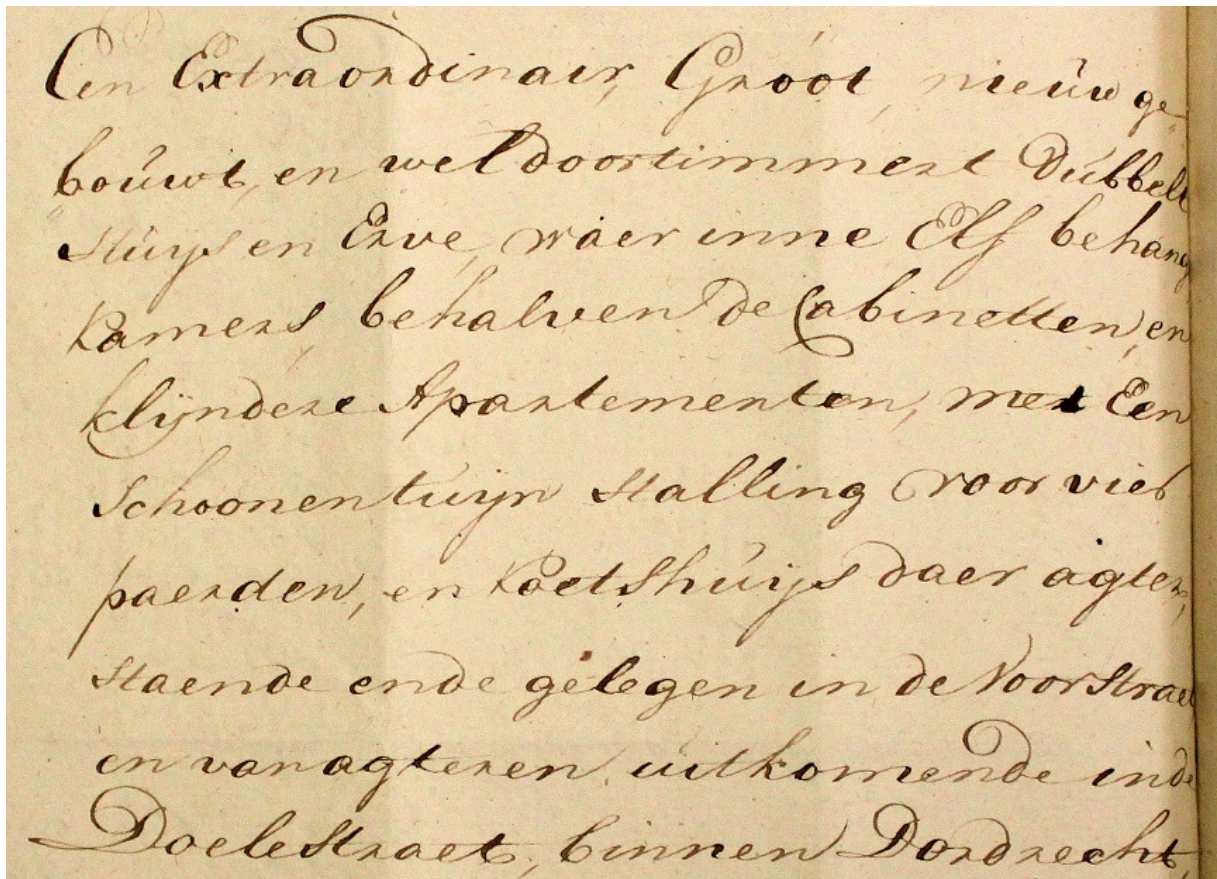 Een Extraordinair, Groot, nieuw ge„
bouwt, en wel doortimmert Dubbelt
Huijs en Erve, waer inne Elf behang
kamers, behalven de Cabinetten, en
klijndere Apartementen, met Een
Schoonen tuijn Stalling voor vier
paerden, en koetshuijs daer agter,
staende ende gelegen in de Voorstraet
en van agteren uitkomende in de
Doelestraet, binnen Dordrecht,